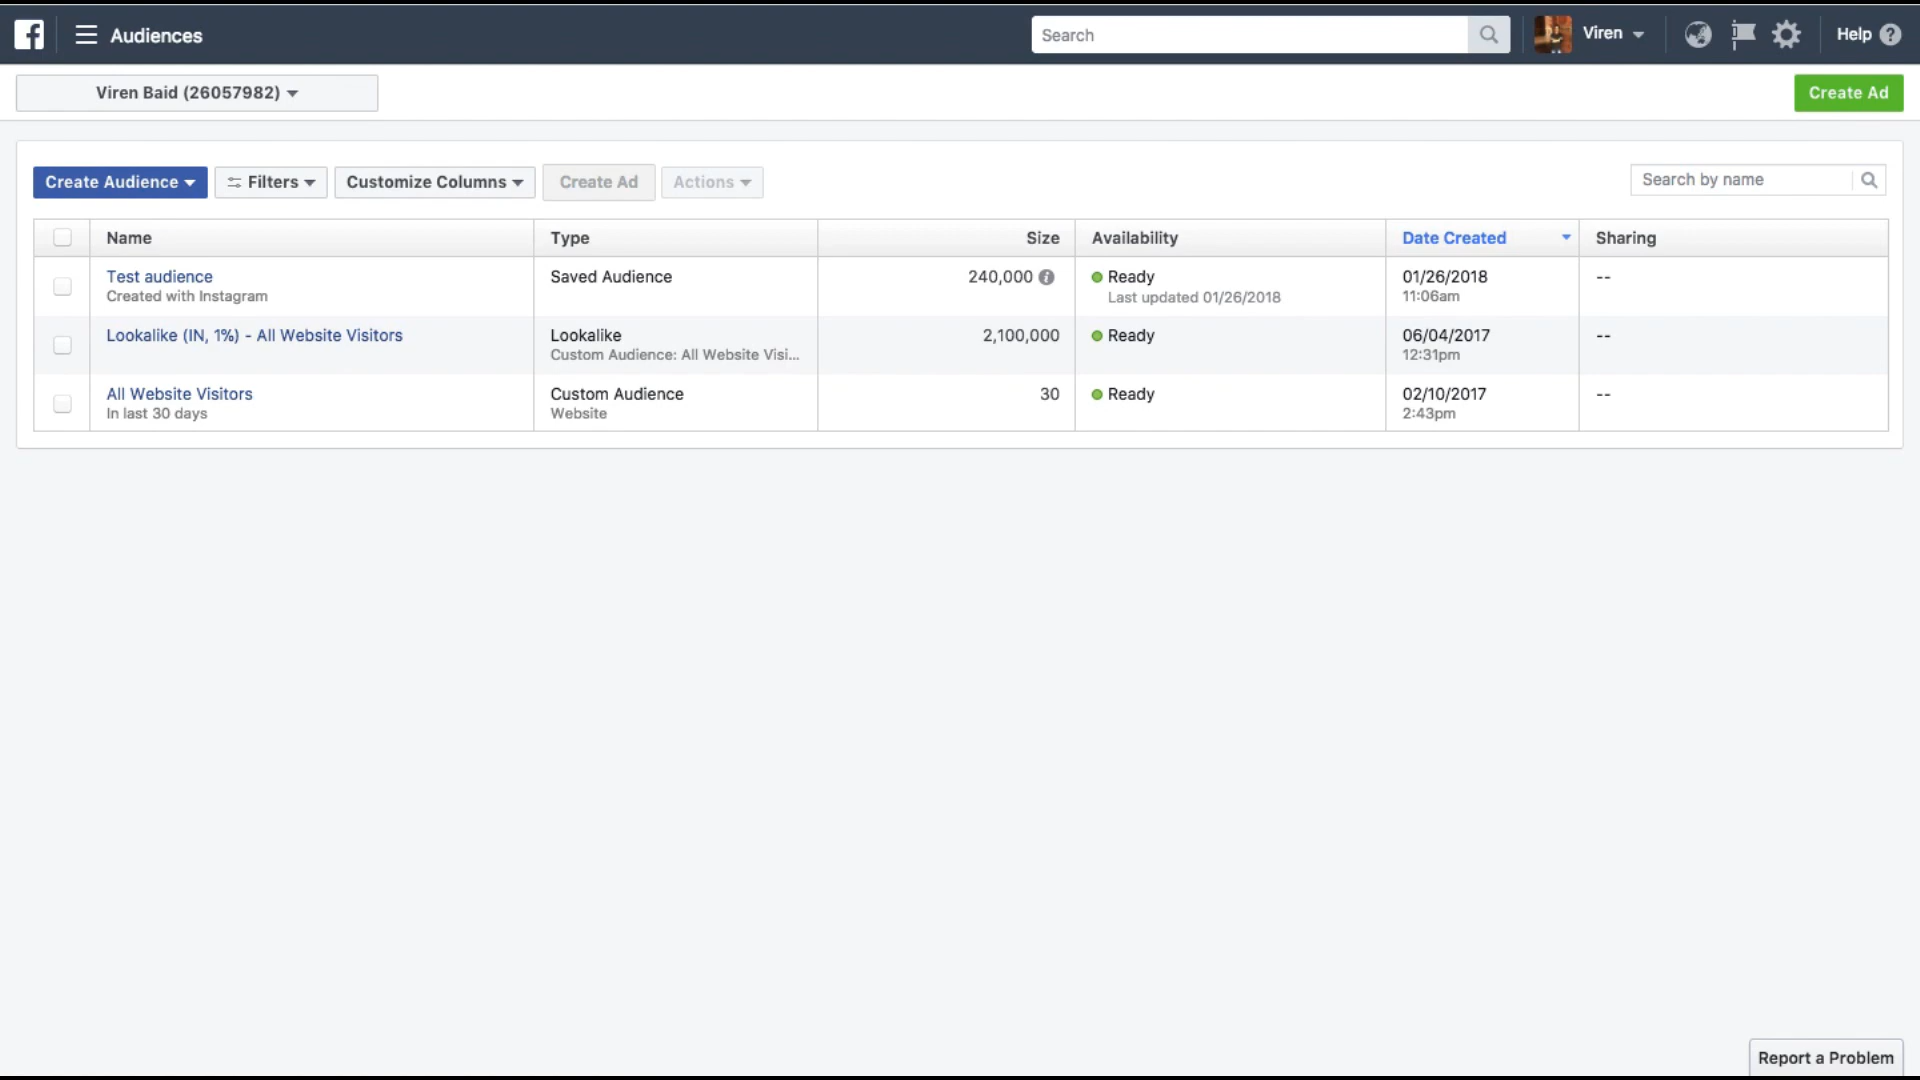 Audiences
Search
Viren
Help
Viren Baid (26057982)
Create Ad
Create Audience
Filters
Customize Columns
Create Ad
Actions
Search by name
Name Type Size Availability Date Created Sharing
Test audience Saved Audience 240,000 Ready 01/26/2018 --
Created with Instagram Last updated 01/26/2018 11:06am
Lookalike (IN, 1%) - All Website Visitors Lookalike 2,100,000 Ready 06/04/2017 --
Custom Audience: All Website Visi... 12:31pm
All Website Visitors Custom Audience 30 Ready 02/10/2017 --
In last 30 days Website 2:43pm
Report a Problem